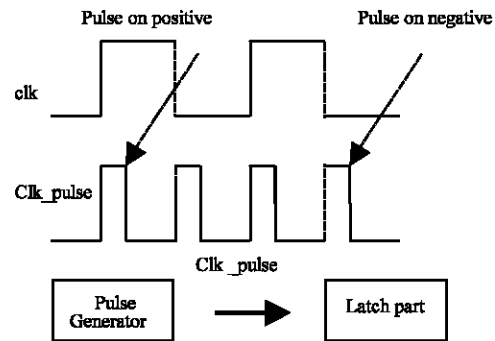 Pulse on positive
Pulse on negative
clk
Clk_pulse
Clk _pulse
Pulse
Generator
Latch part